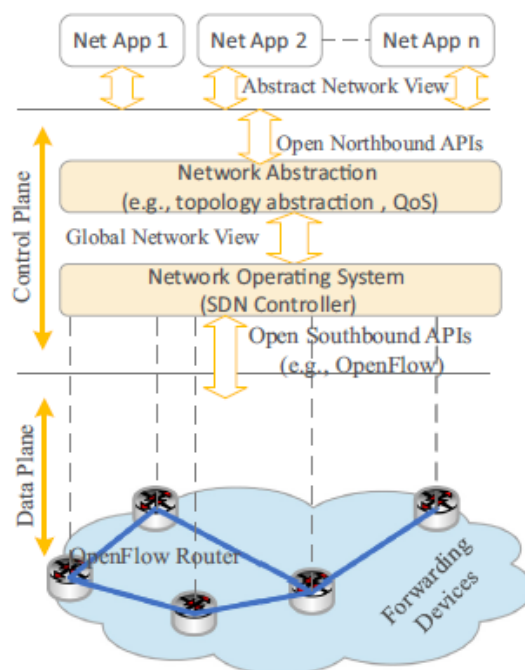 Net App 1
Net App 2
Net App n
Abstract Network View
Open Northbound APIs
Control Plane
Network Abstraction
(e.g., topology abstraction , QoS)
Global Network View
Network Operating System
(SDN Controller)
Open Southbound APIs
(e.g., OpenFlow)
Data Plane
OpenFlow Router
Forwarding
Devices